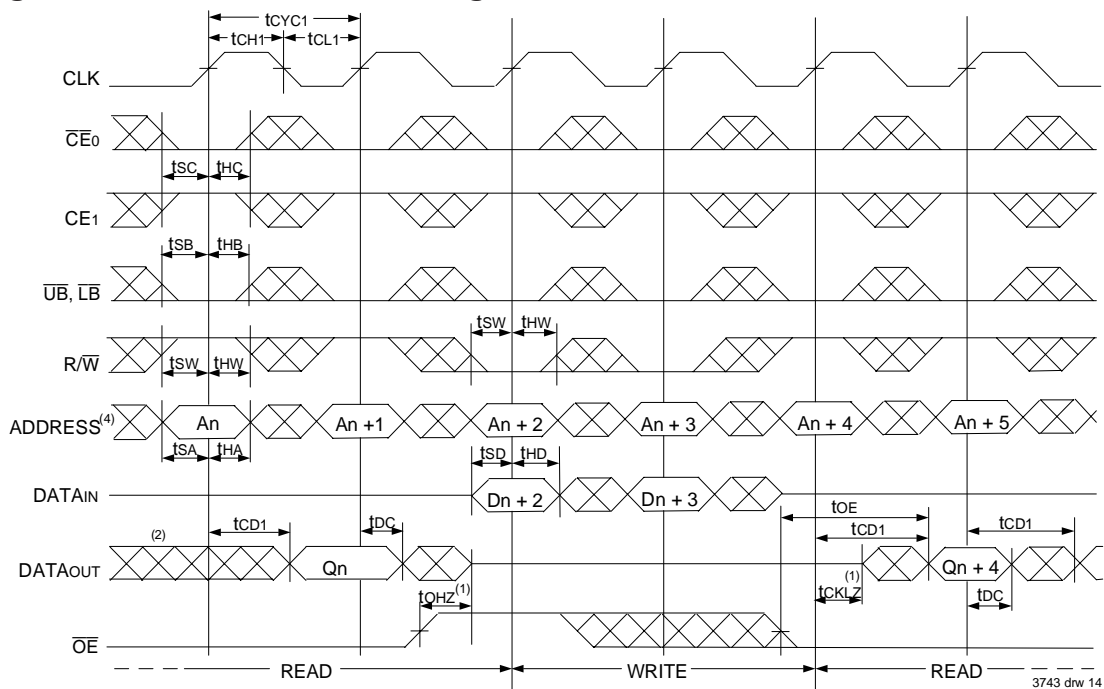 tCYC1
tCH1 tCL1
CLK
CE0
tSC tHC
CE1
tSB tHB
UB, LB
tSW tHW
R/W
tSW tHW
ADDRESS(4) An An +1 An + 2 An + 3 An + 4 An + 5
tSA tHA
tSD tHD
DATAIN Dn + 2 Dn + 3
tOE
(2) tCD1 tDC tCD1 tCD1
DATAOUT Qn Qn + 4
tOHZ(1) tCKLZ(1) tDC
OE
READ WRITE READ
3743 drw 14